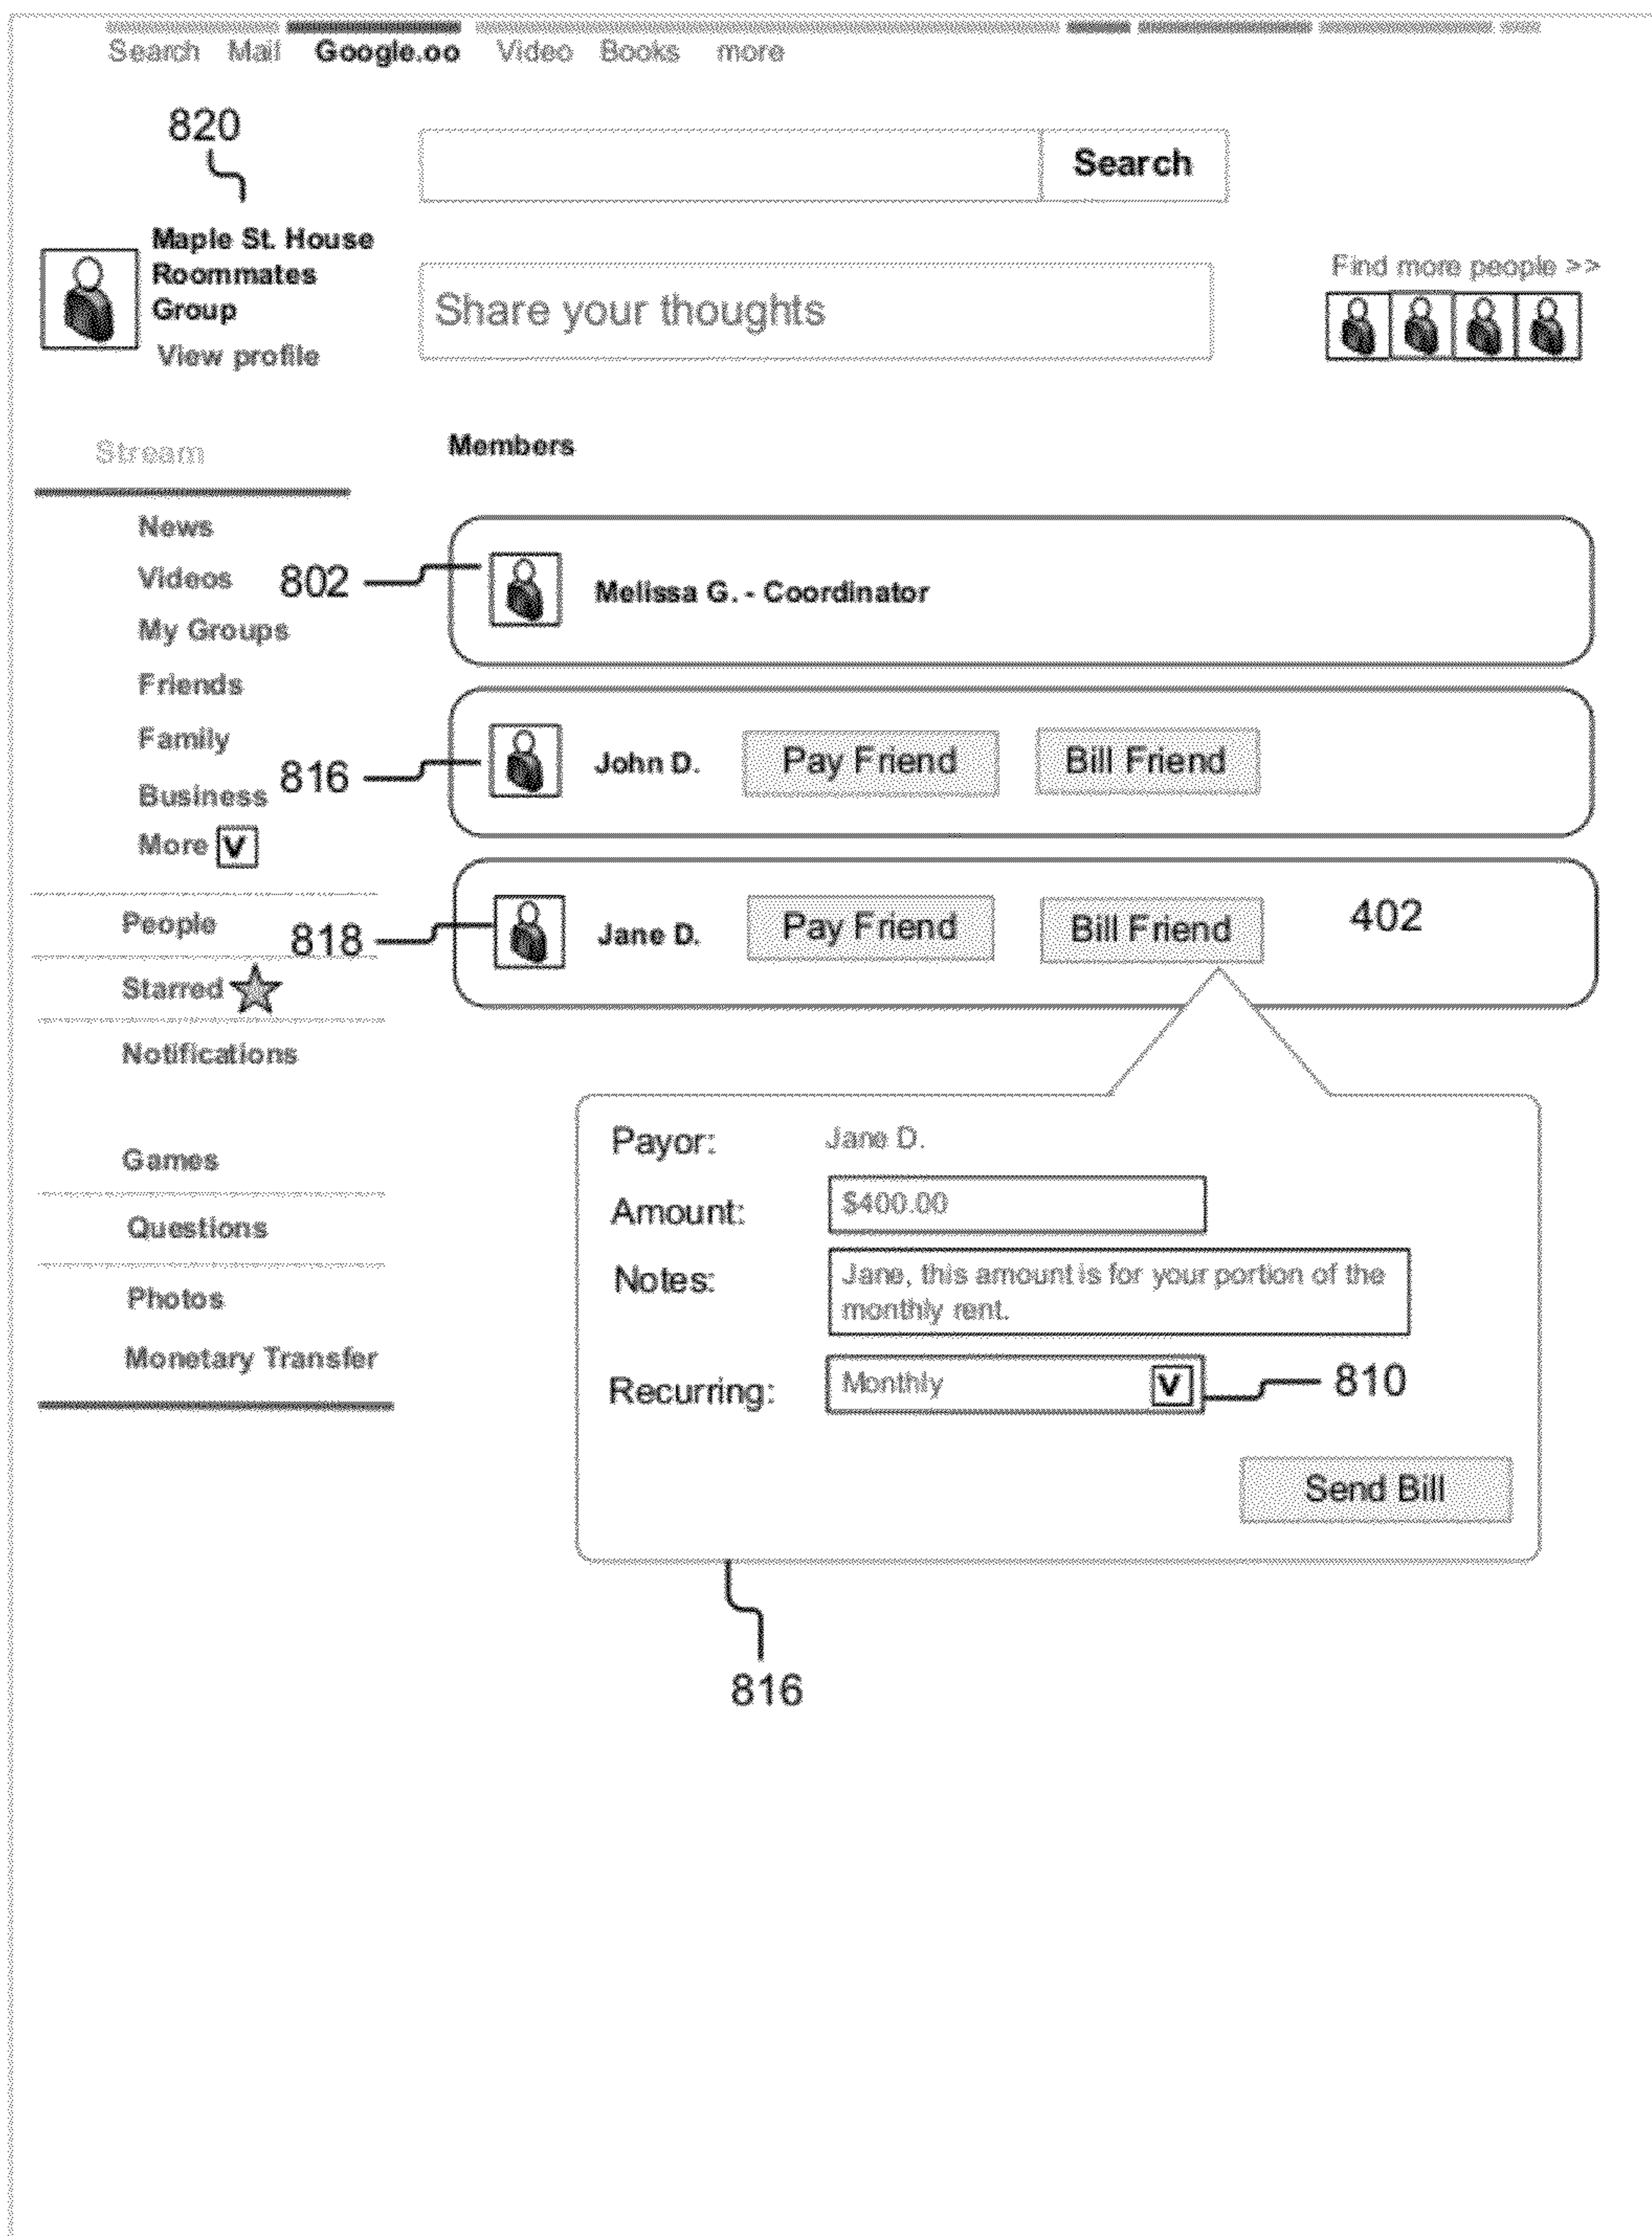 Search Mail Google.oo Video Books more
820
Search
Maple St. House
Roommates
Group
View profile
Share your thoughts
Find more people >>
Stream
News
Videos
My Groups
Friends
Family
Business
More V
People
Starred
Notifications
Games
Questions
Photos
Monetary Transfer
Members
802
Melissa G. - Coordinator
816
John D. Pay Friend Bill Friend
818
Jane D. Pay Friend Bill Friend 402
Payor: Jane D.
Amount: $400.00
Notes: Jane, this amount is for your portion of the
monthly rent.
Recurring: Monthly V 810
Send Bill
816